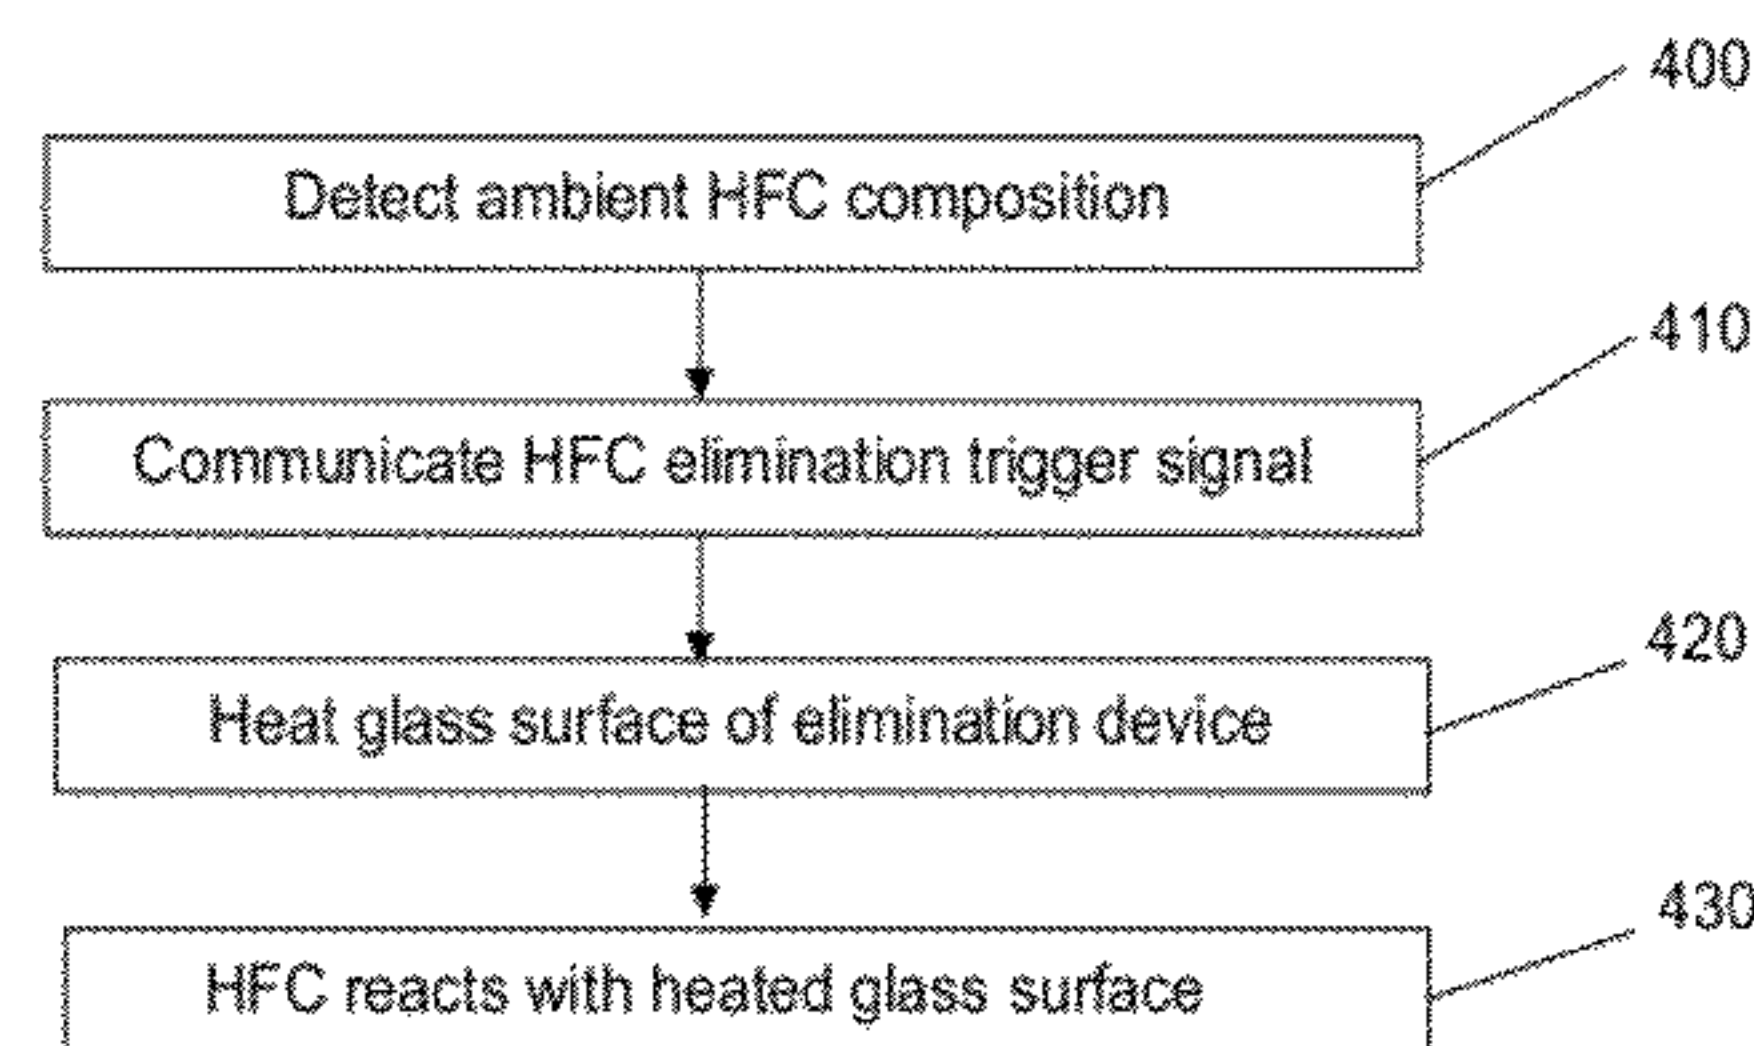 400
Detect ambient HFC composition
410
Communicate HFC elimination trigger signal
420
Heat glass surface of elimination device
430
HFC reacts with heated glass surface